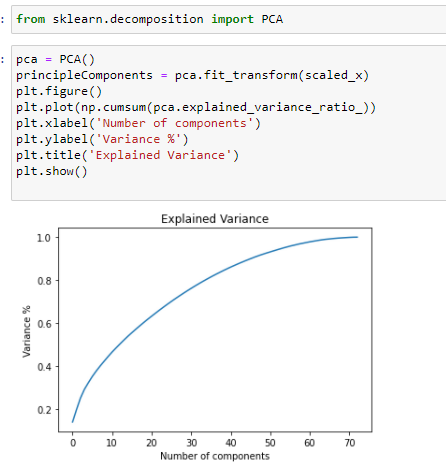 : from sklearn.decomposition import PCA
: pca = PCA()
principleComponents = pca.fit_transform(scaled_x)
plt.figure()
plt.plot(np.cumsum(pca.explained_variance_ratio_))
plt.xlabel('Number of components')
plt.ylabel('Variance %')
plt.title('Explained Variance')
plt.show()
Explained Variance
1.0
0.8
0.6
0.4
0.2
Variance %
0 10 20 30 40 50 60 70
Number of components